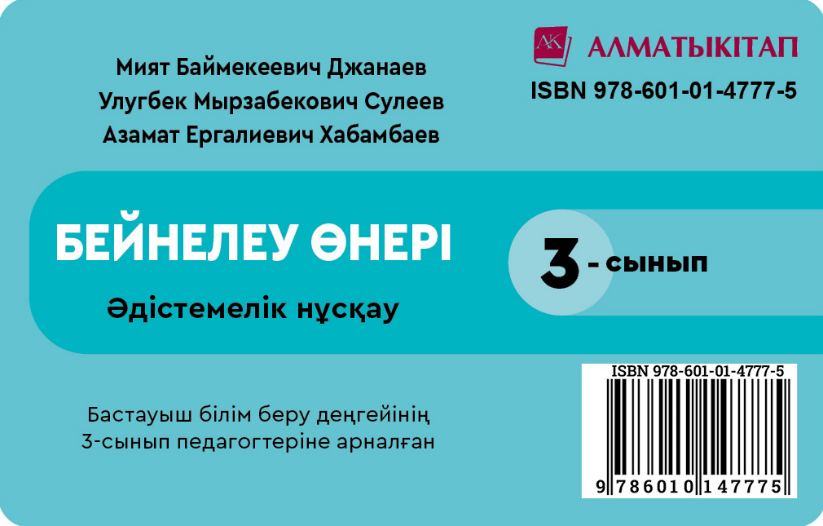 Мият Баймекеевич Джанаев
Улугбек Мырзабекович Сулеев
Азамат Ергалиевич Хабамбаев
АК АЛМАТЫКІТАП
ISBN 978-601-01-4777-5
БЕЙНЕЛЕУ ӨНЕРІ
Әдістемелік нұсқау
3 - сынып
Бастауыш білім беру деңгейінің
3-сынып педагогтеріне арналған
ISBN 978-601-01-4777-5
9 786010 147775